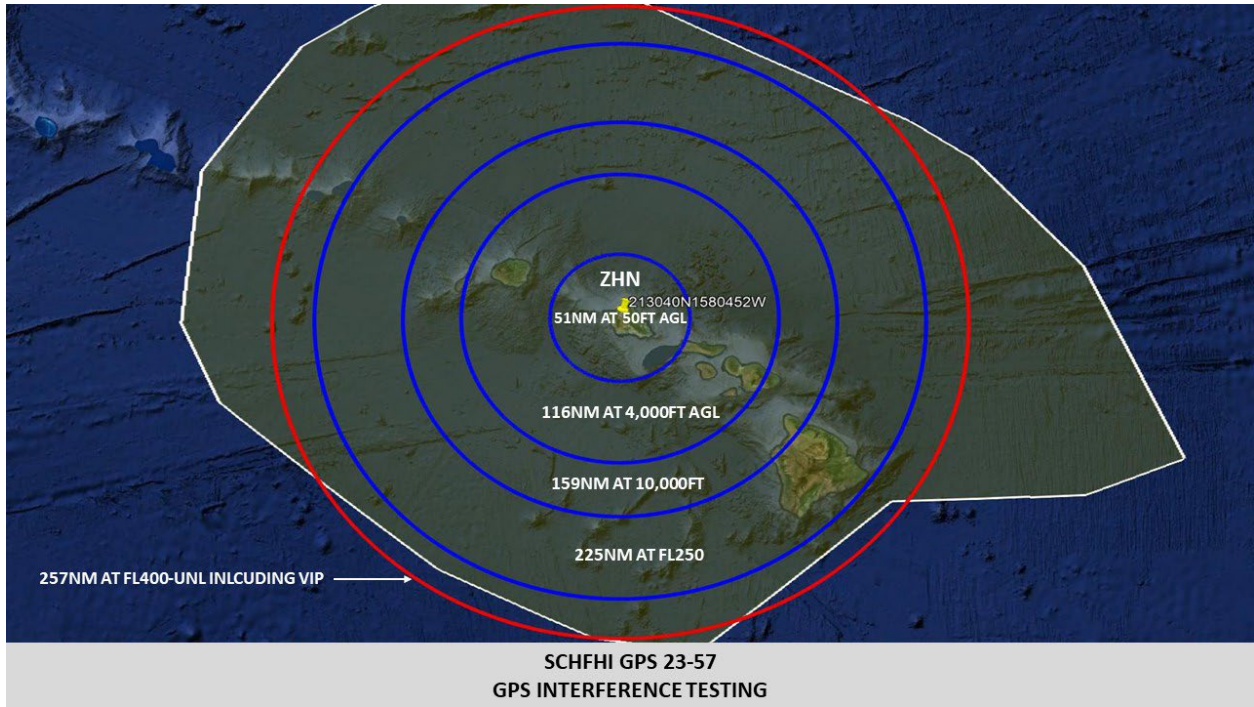 ZHN
213040N1580452W
51NM AT 50FT AGL
116NM AT 4,000FT AGL
159NM AT 10,000FT
225NM AT FL250
257NM AT FL400-UNL INLCUDING VIP
SCHFHI GPS 23-57
GPS INTERFERENCE TESTING